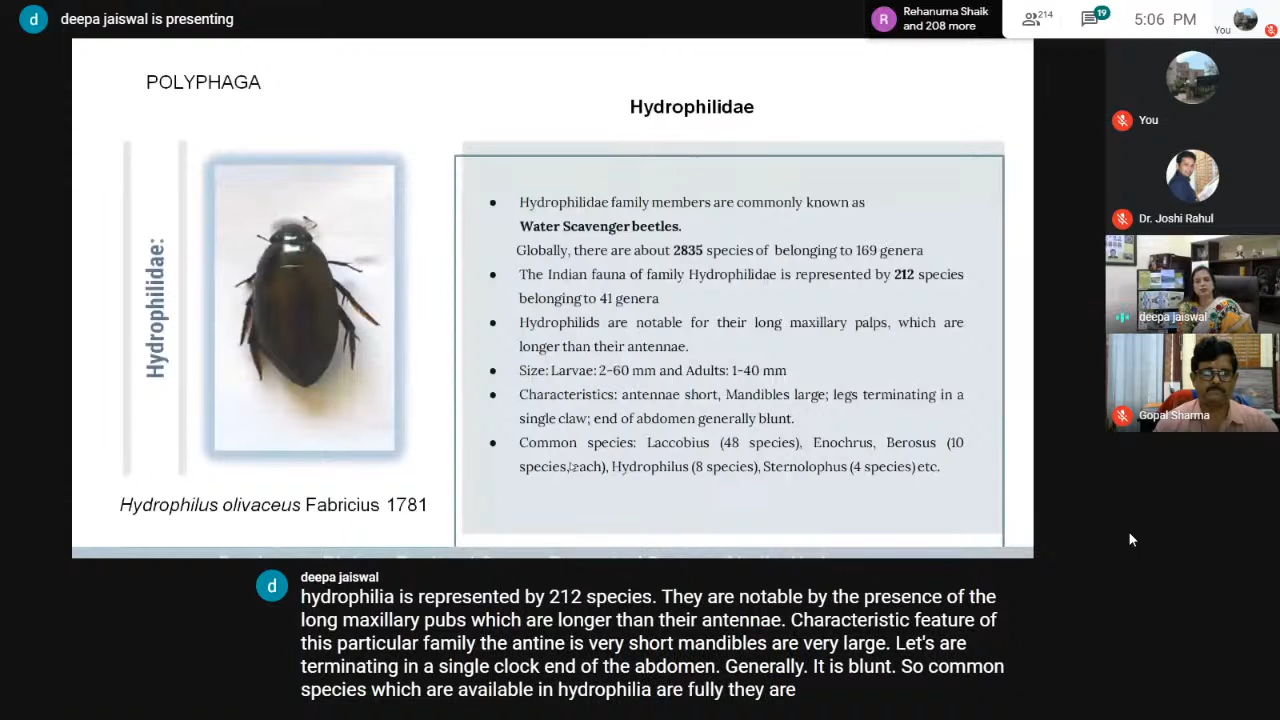 d deepa jaiswal is presenting
R Rehanuma Shaik
and 208 more
214
19
5:06 PM
You
POLYPHAGA
Hydrophilidae
Hydrophilidae:
• Hydrophilidae family members are commonly known as
Water Scavenger beetles.
Globally, there are about 2835 species of belonging to 169 genera
• The Indian fauna of family Hydrophilidae is represented by 212 species
belonging to 41 genera
• Hydrophilids are notable for their long maxillary palps, which are
longer than their antennae.
• Size: Larvae: 2-60 mm and Adults: 1-40 mm
• Characteristics: antennae short, Mandibles large; legs terminating in a
single claw; end of abdomen generally blunt.
• Common species: Laccobius (48 species), Enochrus, Berosus (10
species, each), Hydrophilus (8 species), Sternolophus (4 species) etc.
Hydrophilus olivaceus Fabricius 1781
You
Dr. Joshi Rahul
deepa jaiswal
Gopal Sharma
d deepa jaiswal
hydrophilia is represented by 212 species. They are notable by the presence of the
long maxillary pubs which are longer than their antennae. Characteristic feature of
this particular family the antine is very short mandibles are very large. Let's are
terminating in a single clock end of the abdomen. Generally. It is blunt. So common
species which are available in hydrophilia are fully they are